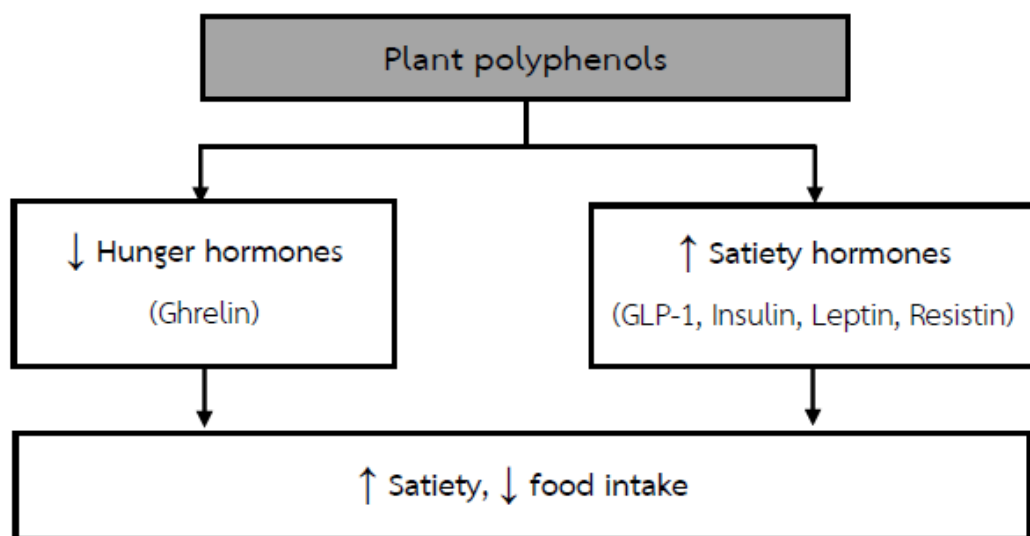 Plant polyphenols
↓ Hunger hormones
(Ghrelin)
↑ Satiety hormones
(GLP-1, Insulin, Leptin, Resistin)
↑ Satiety, ↓ food intake